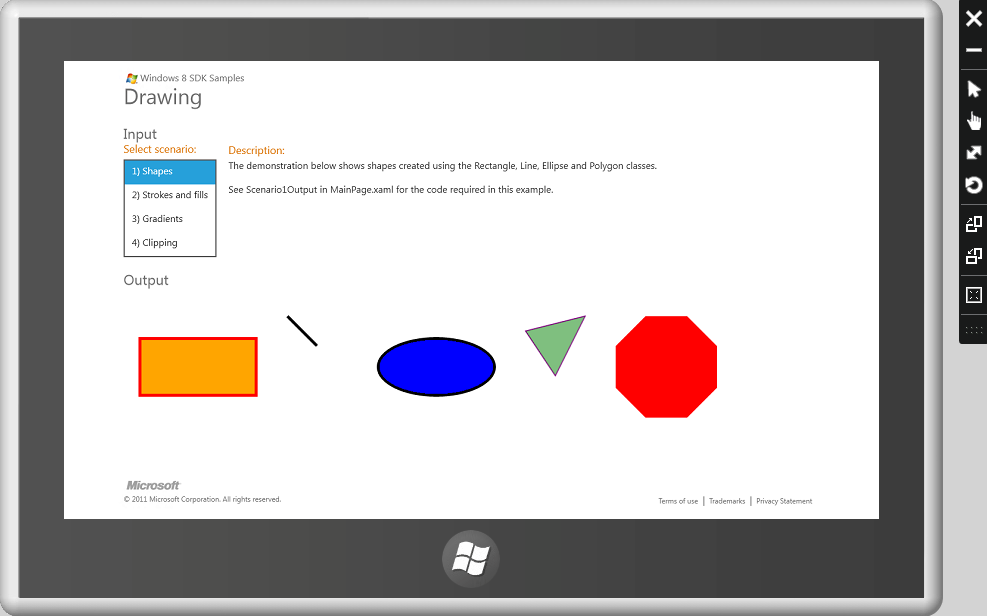 Windows 8 SDK Samples
Drawing
Input
Select scenario:
1) Shapes
2) Strokes and fills
3) Gradients
4) Clipping
Description:
The demonstration below shows shapes created using the Rectangle, Line, Ellipse and Polygon classes.
See Scenario1Output in MainPage.xaml for the code required in this example.
Output
Microsoft
© 2011 Microsoft Corporation. All rights reserved.
Terms of use | Trademarks | Privacy Statement